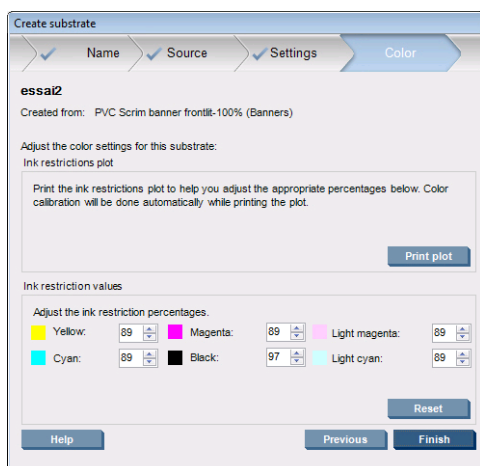 Create substrate
Name Source Settings Color
essai2
Created from: PVC Scrim banner frontlit-100% (Banners)
Adjust the color settings for this substrate:
Ink restrictions plot
Print the ink restrictions plot to help you adjust the appropriate percentages below. Color
calibration will be done automatically while printing the plot.
Print plot
Ink restriction values
Adjust the ink restriction percentages.
Yellow: 89 Magenta: 89 Light magenta: 89
Cyan: 89 Black: 97 Light cyan: 89
Reset
Help Previous Finish